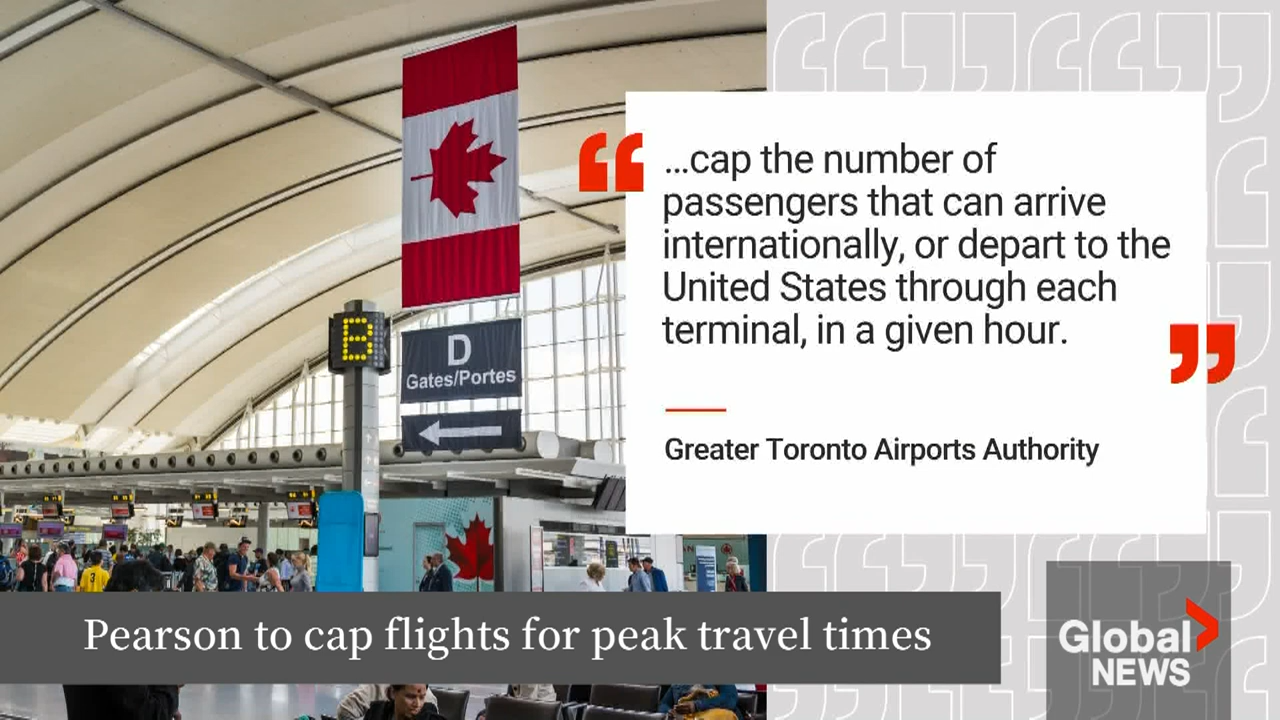 ...cap the number of
passengers that can arrive
internationally, or depart to the
United States through each
terminal, in a given hour.
Greater Toronto Airports Authority
B
D
Gates/Portes
3
Pearson to cap flights for peak travel times
Global
NEWS